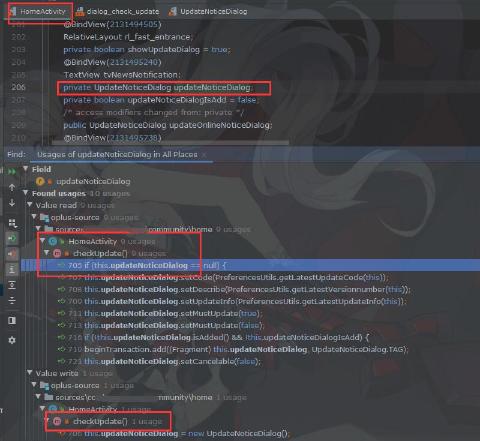 HomeActivity dialog_check_update UpdateNoticeDialog
201 @BindView(2131494505)
202 RelativeLayout rl_fast_entrance;
203 private boolean showUpdateDialog = true;
204 @BindView(2131495240)
205 TextView tvNewsNotification;
206 private UpdateNoticeDialog updateNoticeDialog;
207 private boolean updateNoticeDialogIsAdd = false;
208 /* access modifiers changed from: private */
209 public UpdateNoticeDialog updateOnlineNoticeDialog;
210 @BindView(2131495738)
Find: Usages of updateNoticeDialog in All Places ×
Field
updateNoticeDialog
Found usages 10 usages
Value read 9 usages
oplus-source 9 usages
sources\ mmunity\home 9 usages
HomeActivity 9 usages
checkUpdate() 9 usages
705 if (this.updateNoticeDialog == null) {
707 this.updateNoticeDialog.setCode(PreferencesUtils.getLatestUpdateCode(this));
708 this.updateNoticeDialog.setDescribe(PreferencesUtils.getLatestVersionnumber(this));
709 this.updateNoticeDialog.setUpdateInfo(PreferencesUtils.getLatestUpdateInfo(this));
711 this.updateNoticeDialog.setMustUpdate(true);
713 this.updateNoticeDialog.setMustUpdate(false);
716 if (!this.updateNoticeDialog.isAdded() && !this.updateNoticeDialogIsAdd) {
719 beginTransaction.add((Fragment) this.updateNoticeDialog, UpdateNoticeDialog.TAG);
721 this.updateNoticeDialog.setCancelable(false);
Value write 1 usage
oplus-source 1 usage
sources\ mmunity\home 1 usage
HomeActivity 1 usage
checkUpdate() 1 usage
706 this.updateNoticeDialog = new UpdateNoticeDialog();